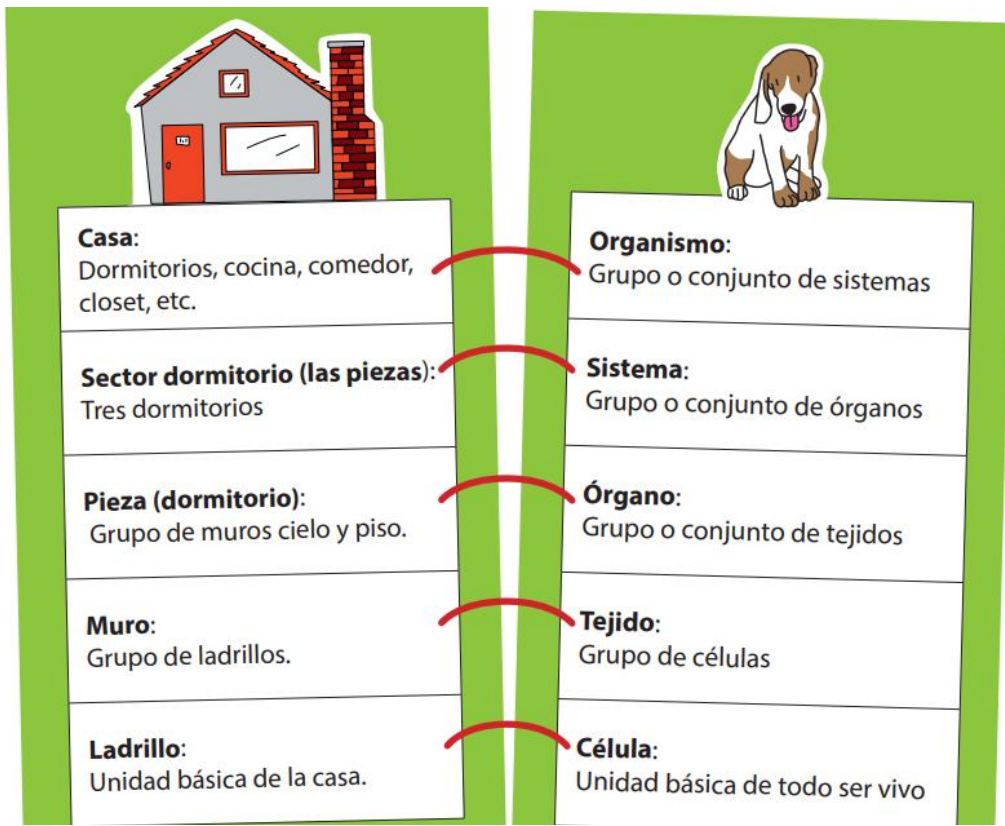 Casa:
Dormitorios, cocina, comedor,
closet, etc.
Sector dormitorio (las piezas):
Tres dormitorios
Pieza (dormitorio):
Grupo de muros cielo y piso.
Muro:
Grupo de ladrillos.
Ladrillo:
Unidad básica de la casa.
Organismo:
Grupo o conjunto de sistemas
Sistema:
Grupo o conjunto de órganos
Órgano:
Grupo o conjunto de tejidos
Tejido:
Grupo de células
Célula:
Unidad básica de todo ser vivo